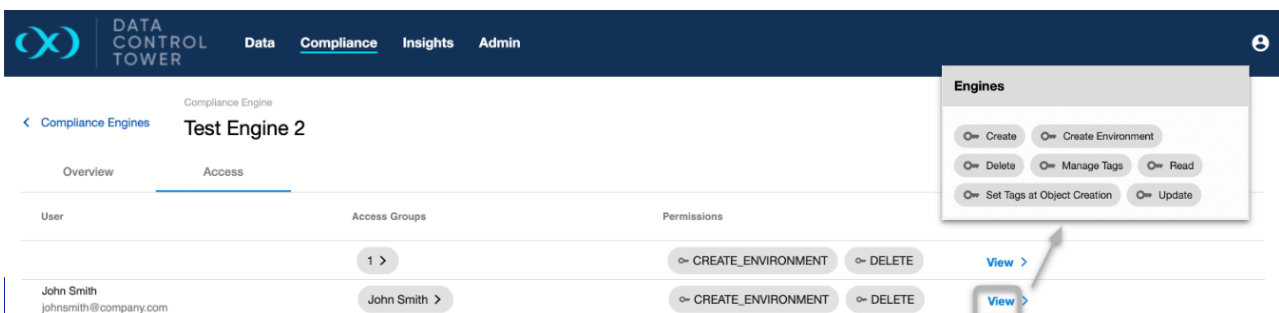 DATA
CONTROL
TOWER
Data Compliance Insights Admin
Engines
Compliance Engine
Compliance Engines
Test Engine 2
Create Create Environment
Delete Manage Tags Read
Set Tags at Object Creation Update
Overview Access
User Access Groups Permissions
1 CREATE_ENVIRONMENT DELETE View
John Smith
johnsmith@company.com
John Smith CREATE_ENVIRONMENT DELETE View